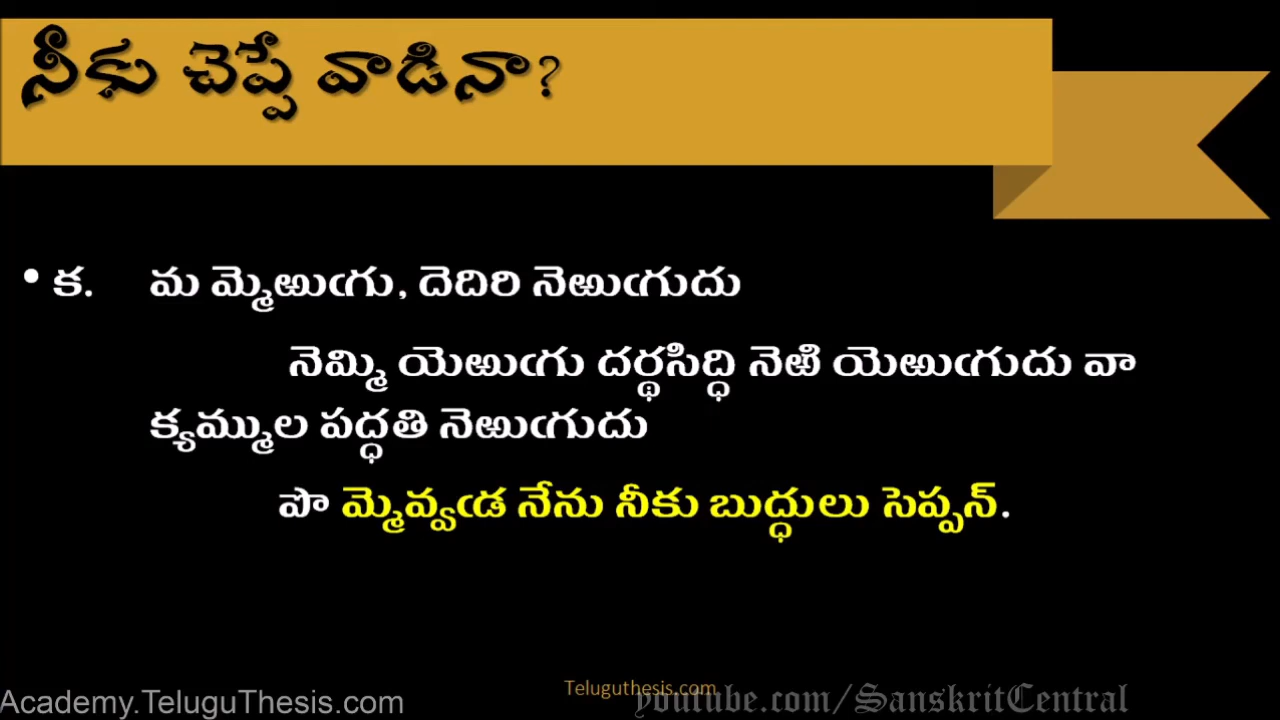 నీకు చెప్పే వాడినా?
• క. మ మ్మెఱుఁగు, దెదిరి నెఱుఁగుదు
నెమ్మి యెఱుఁగు దర్థసిద్ధి నెఱి యెఱుఁగుదు వా
క్యమ్ముల పద్ధతి నెఱుఁగుదు
పొ మ్మెవ్వఁడ నేను నీకు బుద్ధులు సెప్పన్.
Academy.TeluguThesis.com
Teluguthesis.com
youtube.com/SanskritCentral